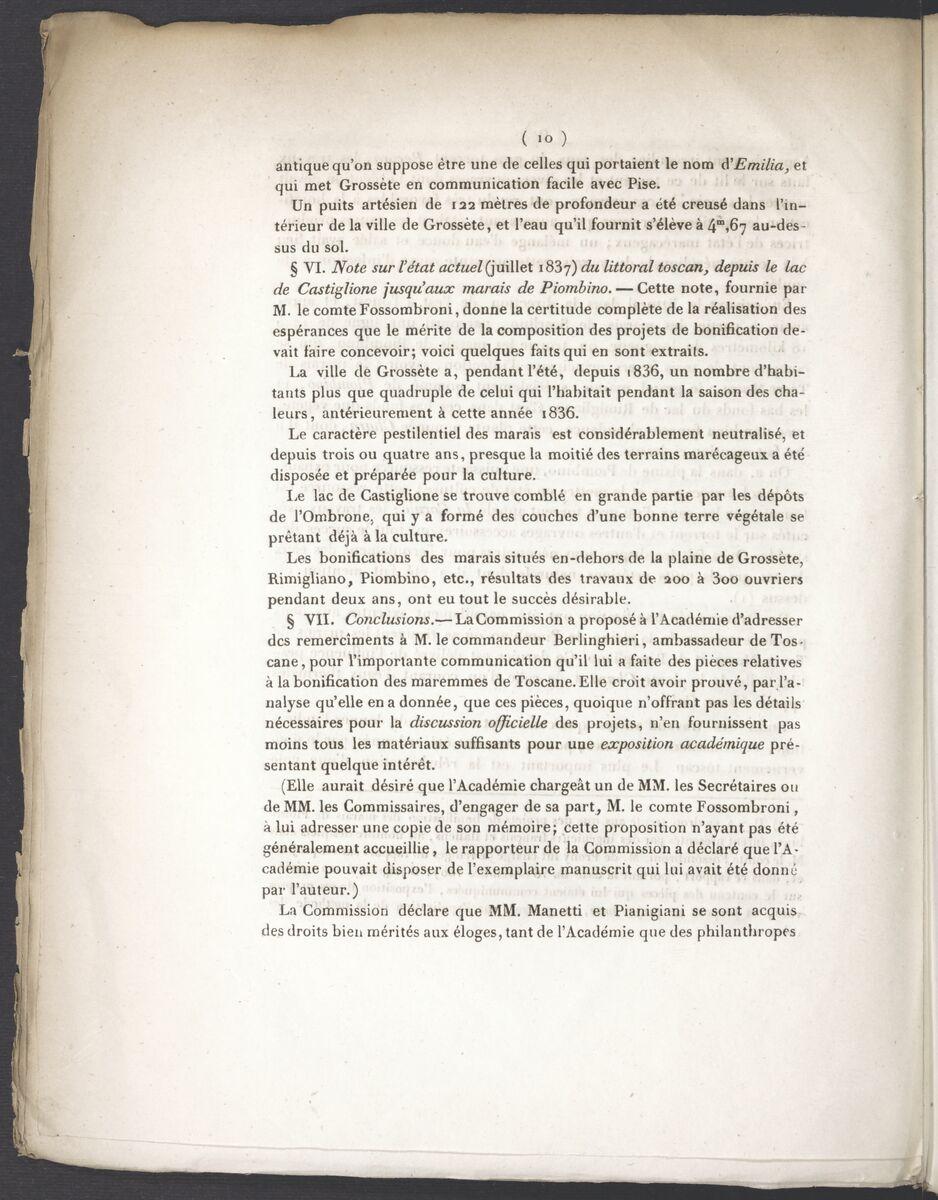 ( 10 )
antique qu'on suppose être une de celles qui portaient le nom d'Emilia, et
qui met Grossète en communication facile avec Pise.
Un puits artésien de 122 mètres de profondeur a été creusé dans l'in-
térieur de la ville de Grossète, et l'eau qu'il fournit s'élève à 4ᵐ,67 au-des-
sus du sol.
§ VI. Note sur l'état actuel (juillet 1837) du littoral toscan, depuis le lac
de Castiglione jusqu'aux marais de Piombino. — Cette note, fournie par
M. le comte Fossombroni, donne la certitude complète de la réalisation des
espérances que le mérite de la composition des projets de bonification de-
vait faire concevoir; voici quelques faits qui en sont extraits.
La ville de Grossète a, pendant l'été, depuis 1836, un nombre d'habi-
tants plus que quadruple de celui qui l'habitait pendant la saison des cha-
leurs, antérieurement à cette année 1836.
Le caractère pestilentiel des marais est considérablement neutralisé, et
depuis trois ou quatre ans, presque la moitié des terrains marécageux a été
disposée et préparée pour la culture.
Le lac de Castiglione se trouve comblé en grande partie par les dépôts
de l'Ombrone, qui y a formé des couches d'une bonne terre végétale se
prêtant déjà à la culture.
Les bonifications des marais situés en-dehors de la plaine de Grossète,
Rimigliano, Piombino, etc., résultats des travaux de 200 à 300 ouvriers
pendant deux ans, ont eu tout le succès désirable.
§ VII. Conclusions. — La Commission a proposé à l'Académie d'adresser
des remercîments à M. le commandeur Berlinghieri, ambassadeur de Tos-
cane, pour l'importante communication qu'il lui a faite des pièces relatives
à la bonification des maremmes de Toscane. Elle croit avoir prouvé, par l'a-
nalyse qu'elle en a donnée, que ces pièces, quoique n'offrant pas les détails
nécessaires pour la discussion officielle des projets, n'en fournissent pas
moins tous les matériaux suffisants pour une exposition académique pré-
sentant quelque intérêt.
(Elle aurait désiré que l'Académie chargeât un de MM. les Secrétaires ou
de MM. les Commissaires, d'engager de sa part, M. le comte Fossombroni,
à lui adresser une copie de son mémoire; cette proposition n'ayant pas été
généralement accueillie, le rapporteur de la Commission a déclaré que l'A-
cadémie pouvait disposer de l'exemplaire manuscrit qui lui avait été donné
par l'auteur.)
La Commission déclare que MM. Manetti et Pianigiani se sont acquis
des droits bien mérités aux éloges, tant de l'Académie que des philanthropes